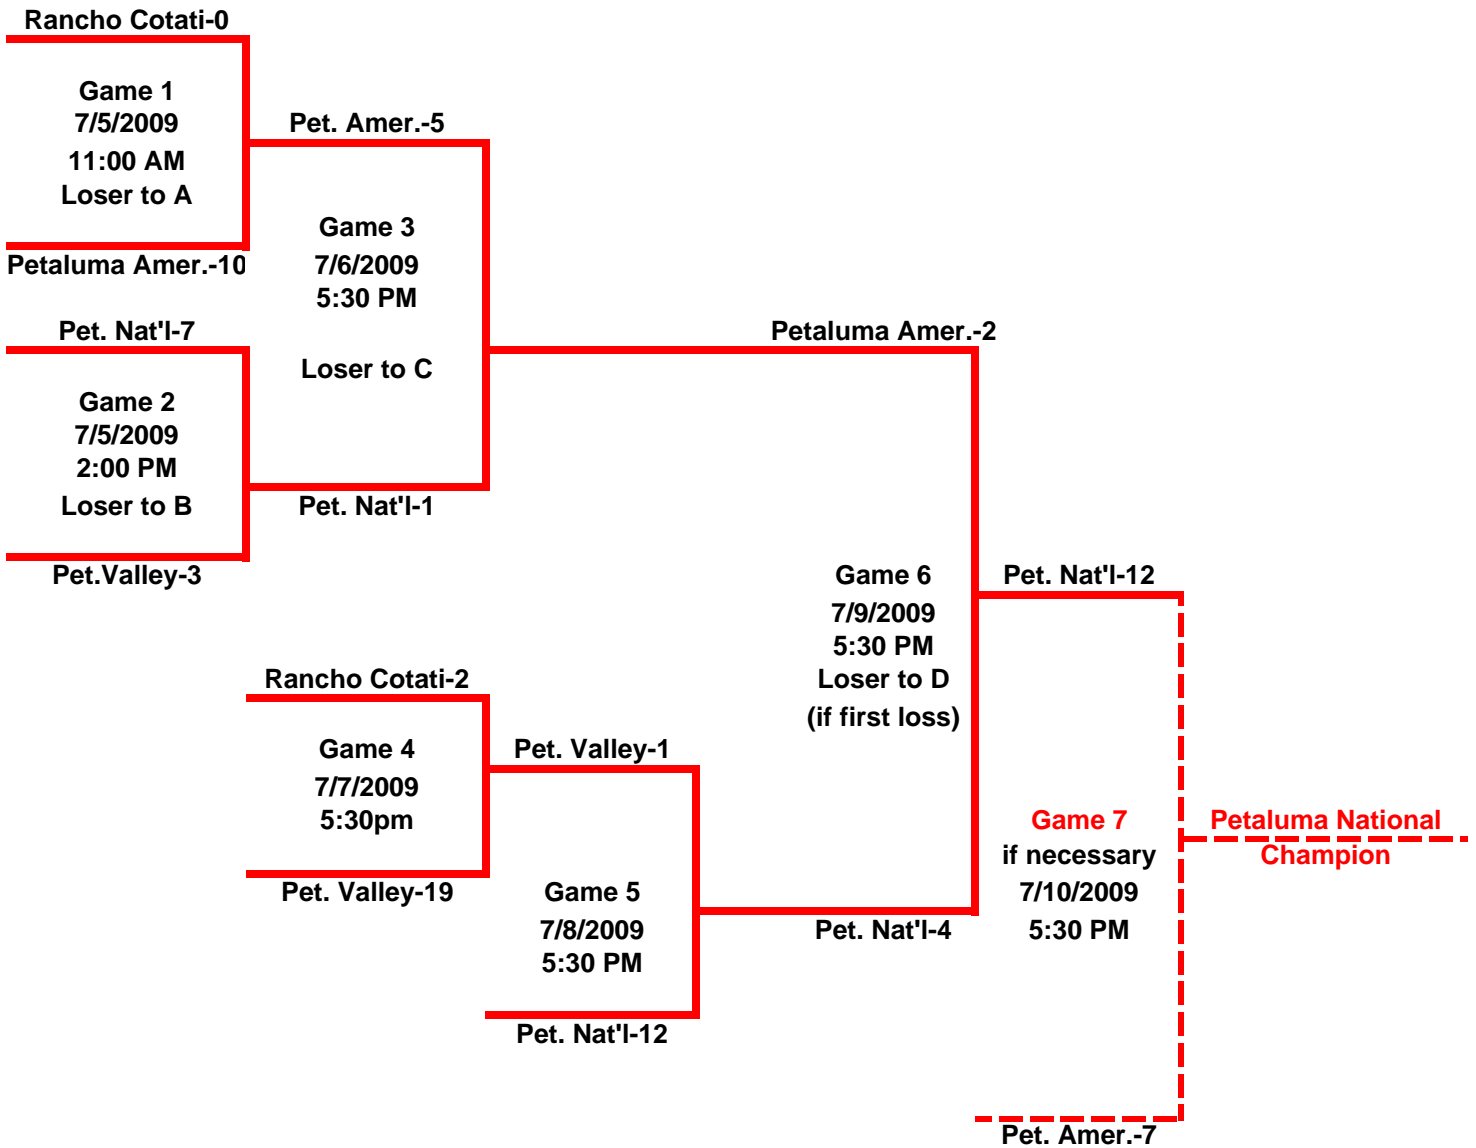 Rancho Cotati-0
Game 1
7/5/2009
11:00 AM
Loser to A
Petaluma Amer.-10
Pet. Amer.-5
Game 3
7/6/2009
5:30 PM
Loser to C
Pet. Nat'l-7
Game 2
7/5/2009
2:00 PM
Loser to B
Pet.Valley-3
Pet. Nat'l-1
Petaluma Amer.-2
Game 6
7/9/2009
5:30 PM
Loser to D
(if first loss)
Pet. Nat'l-12
Rancho Cotati-2
Game 4
7/7/2009
5:30pm
Pet. Valley-19
Pet. Valley-1
Game 5
7/8/2009
5:30 PM
Pet. Nat'l-12
Pet. Nat'l-4
Game 7
if necessary
7/10/2009
5:30 PM
Petaluma National
Champion
Pet. Amer.-7